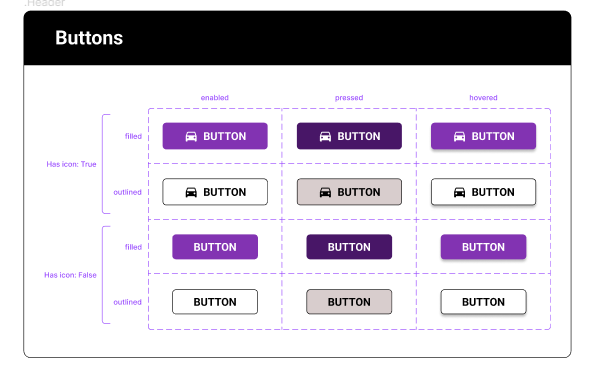 .Header
Buttons
enabled pressed hovered
Has icon: True
filled BUTTON BUTTON BUTTON
outlined BUTTON BUTTON BUTTON
Has icon: False
filled BUTTON BUTTON BUTTON
outlined BUTTON BUTTON BUTTON